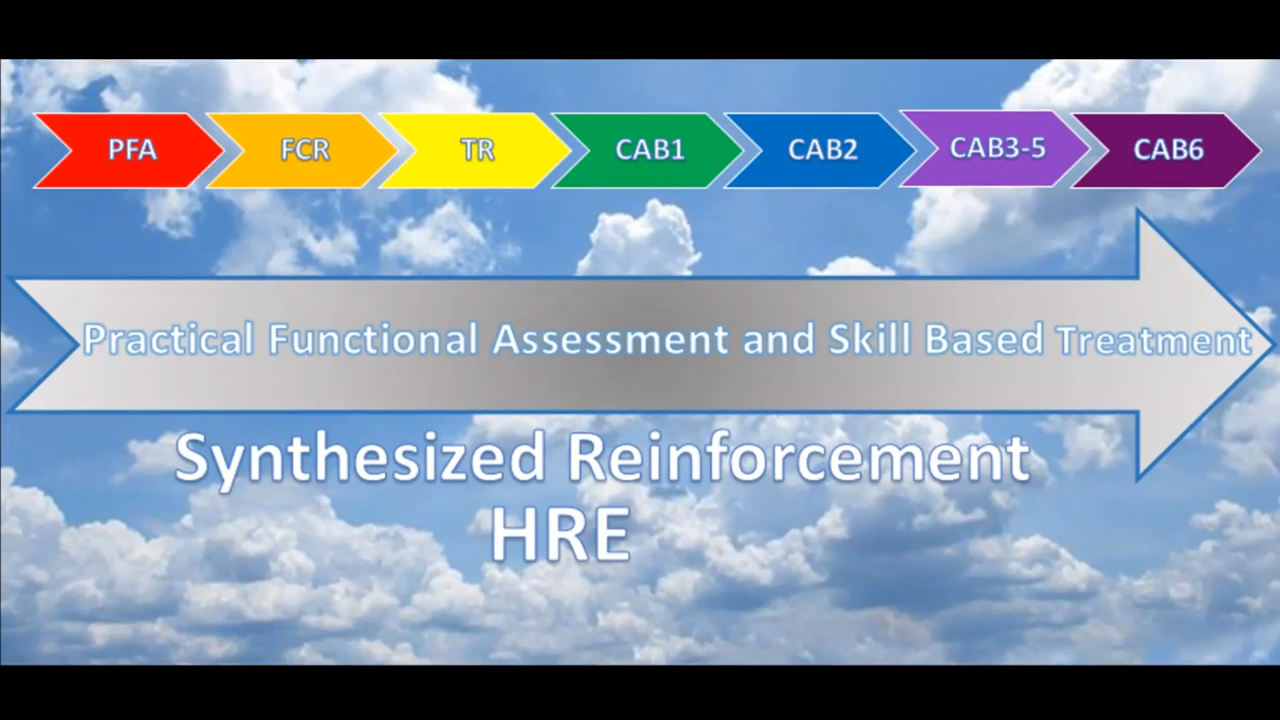 PFA FCR TR CAB1 CAB2 CAB3-5 CAB6
Practical Functional Assessment and Skill Based Treatment
Synthesized Reinforcement
HRE